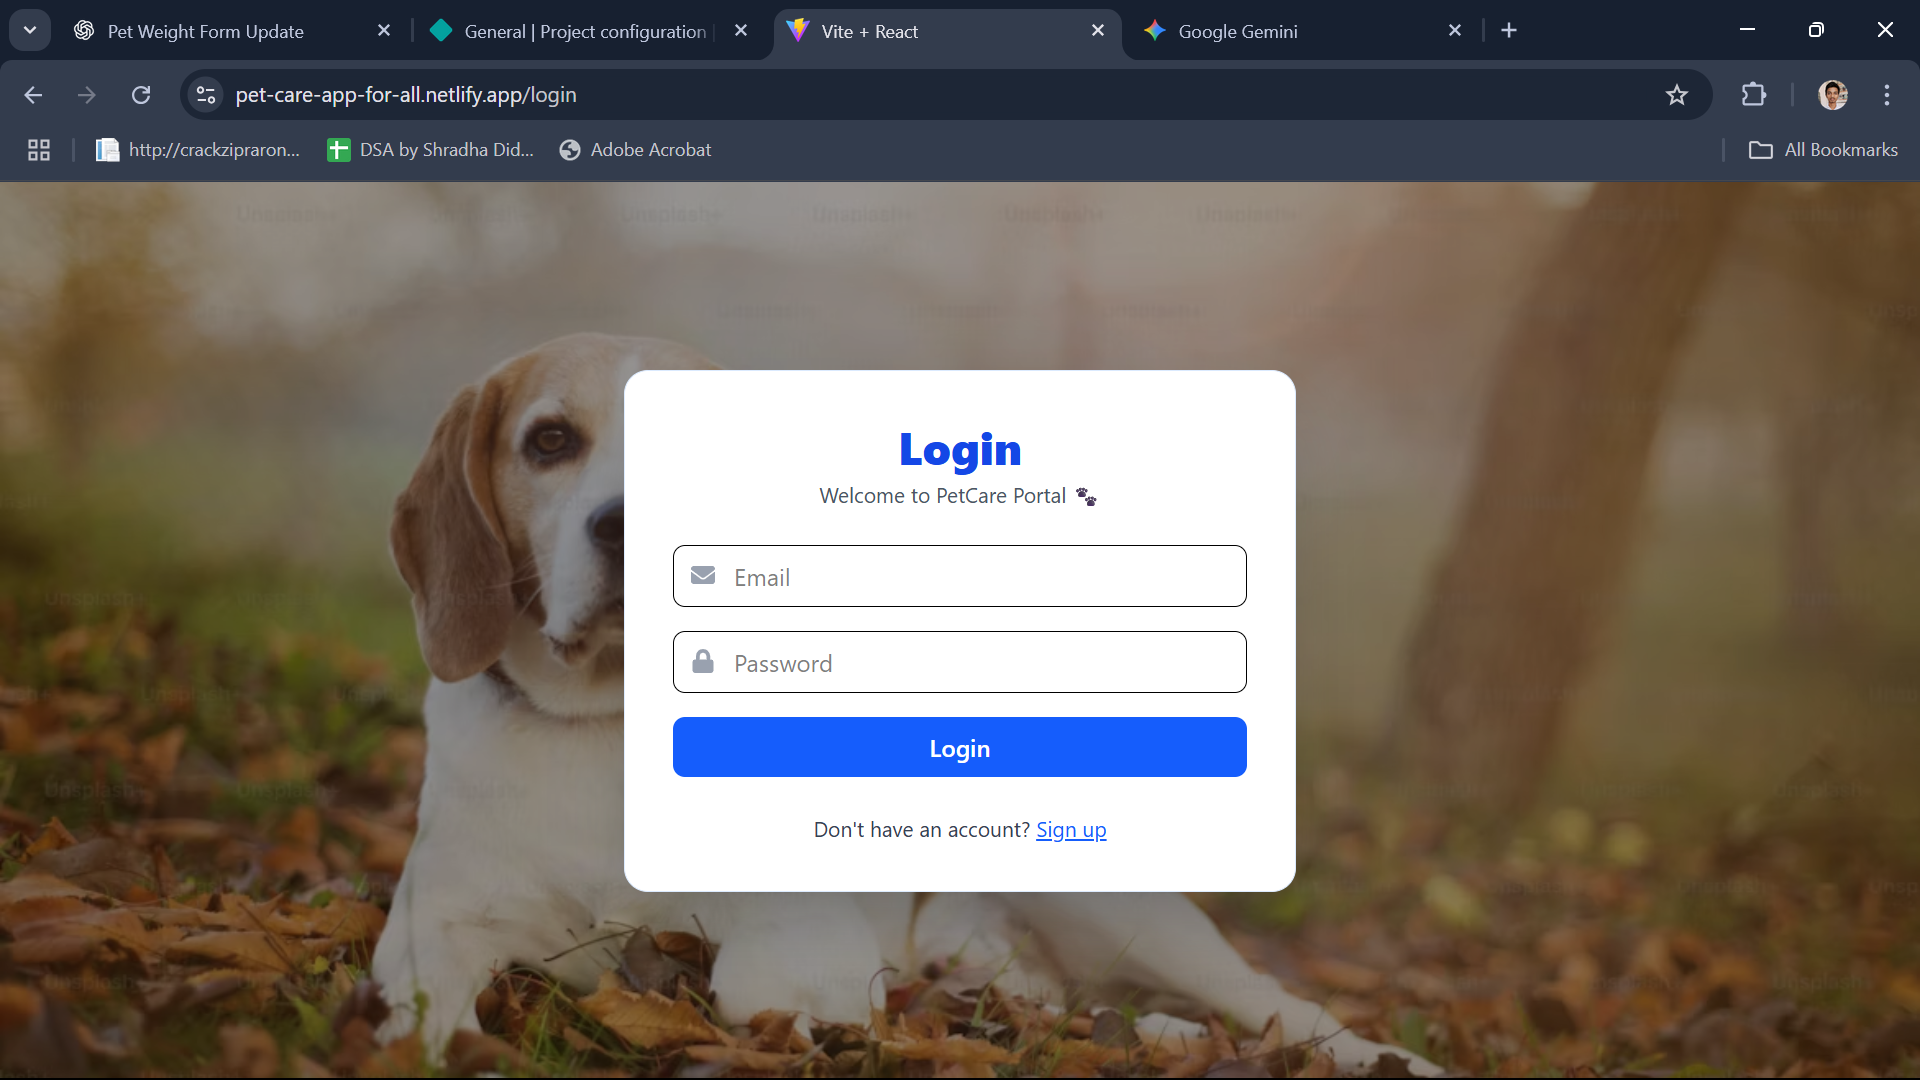 Pet Weight Form Update
General | Project configuration
Vite + React
Google Gemini
pet-care-app-for-all.netlify.app/login
http://crackzipraron...
DSA by Shradha Did...
Adobe Acrobat
All Bookmarks
Login
Welcome to PetCare Portal 🐾
Email
Password
Login
Don't have an account? Sign up
Unsplash+